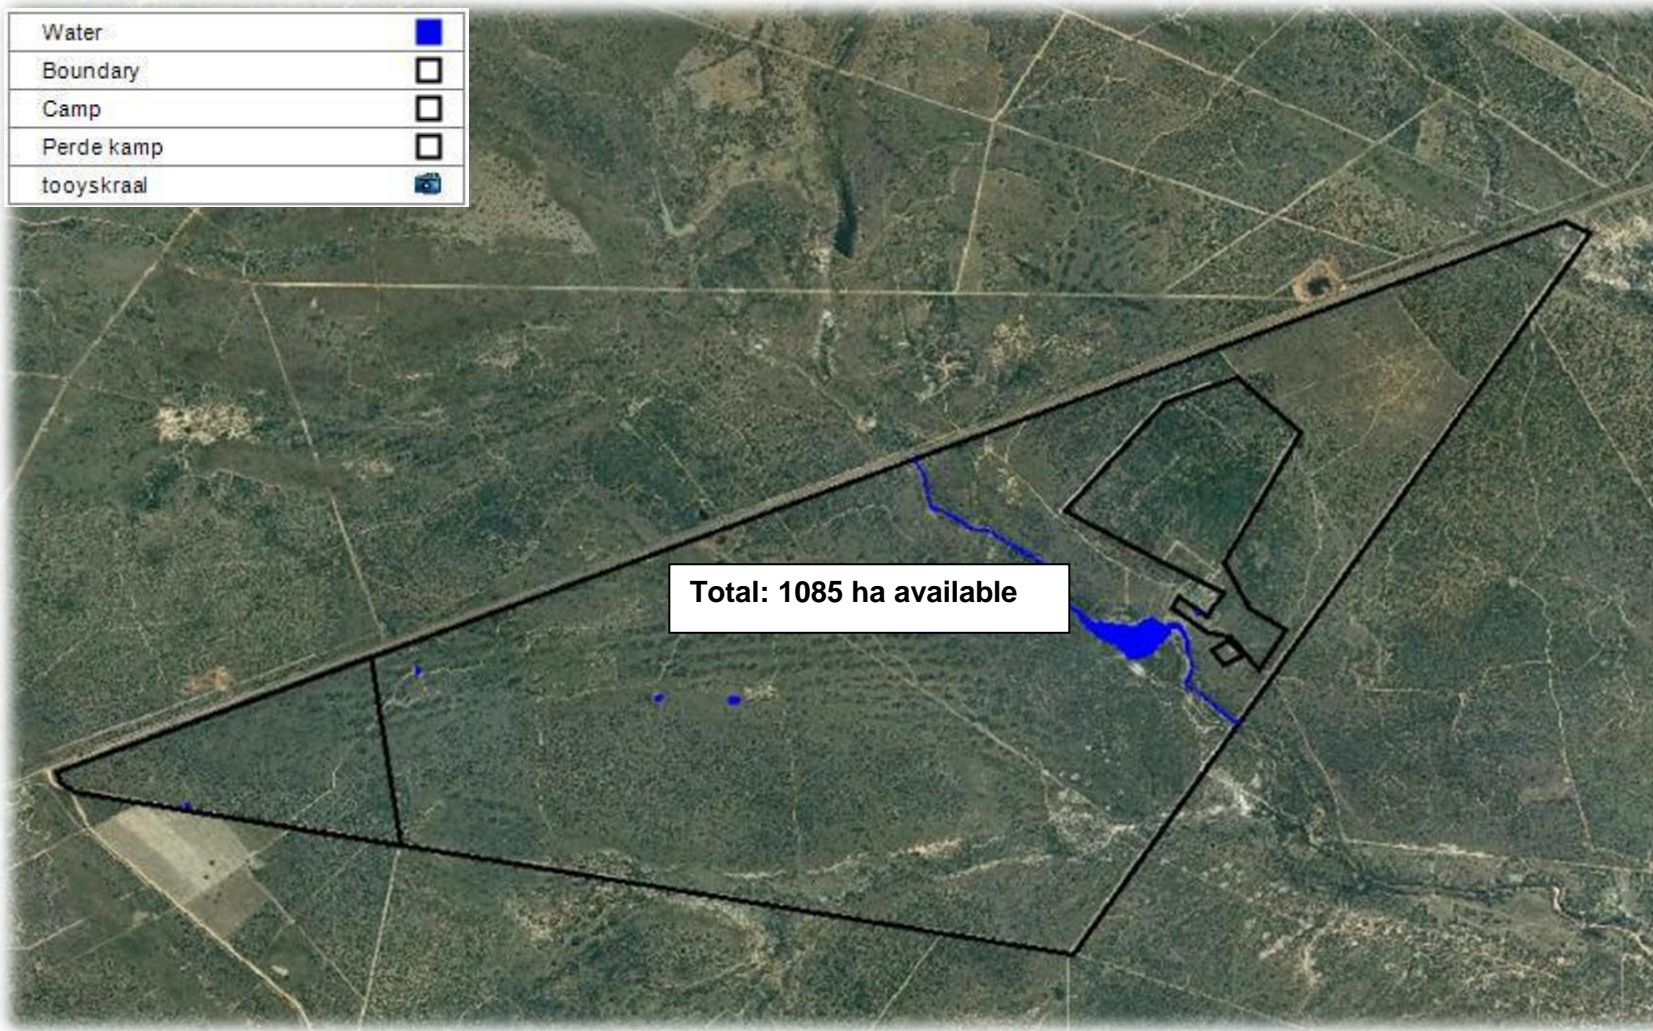 Water
Boundary
Camp
Perde kamp
tooyskraal
Total: 1085 ha available